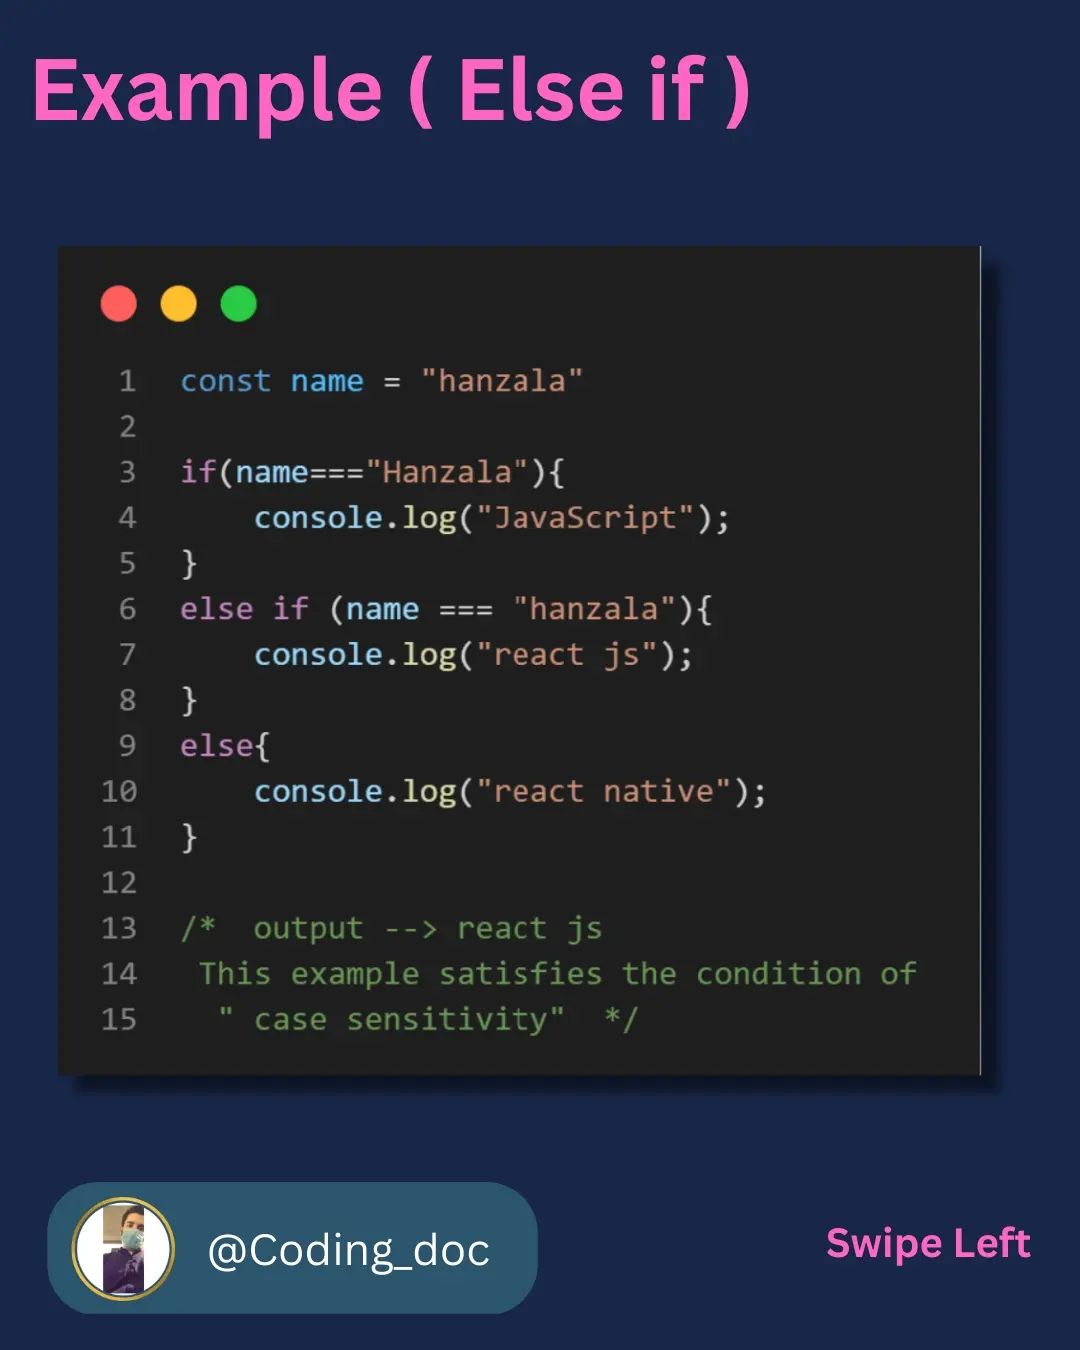 Example ( Else if )
1 const name = "hanzala"
2
3 if(name==="Hanzala"){
4 console.log("JavaScript");
5 }
6 else if (name === "hanzala"){
7 console.log("react js");
8 }
9 else{
10 console.log("react native");
11 }
12
13 /*  output --> react js
14 This example satisfies the condition of
15 " case sensitivity"  */
@Coding_doc
Swipe Left